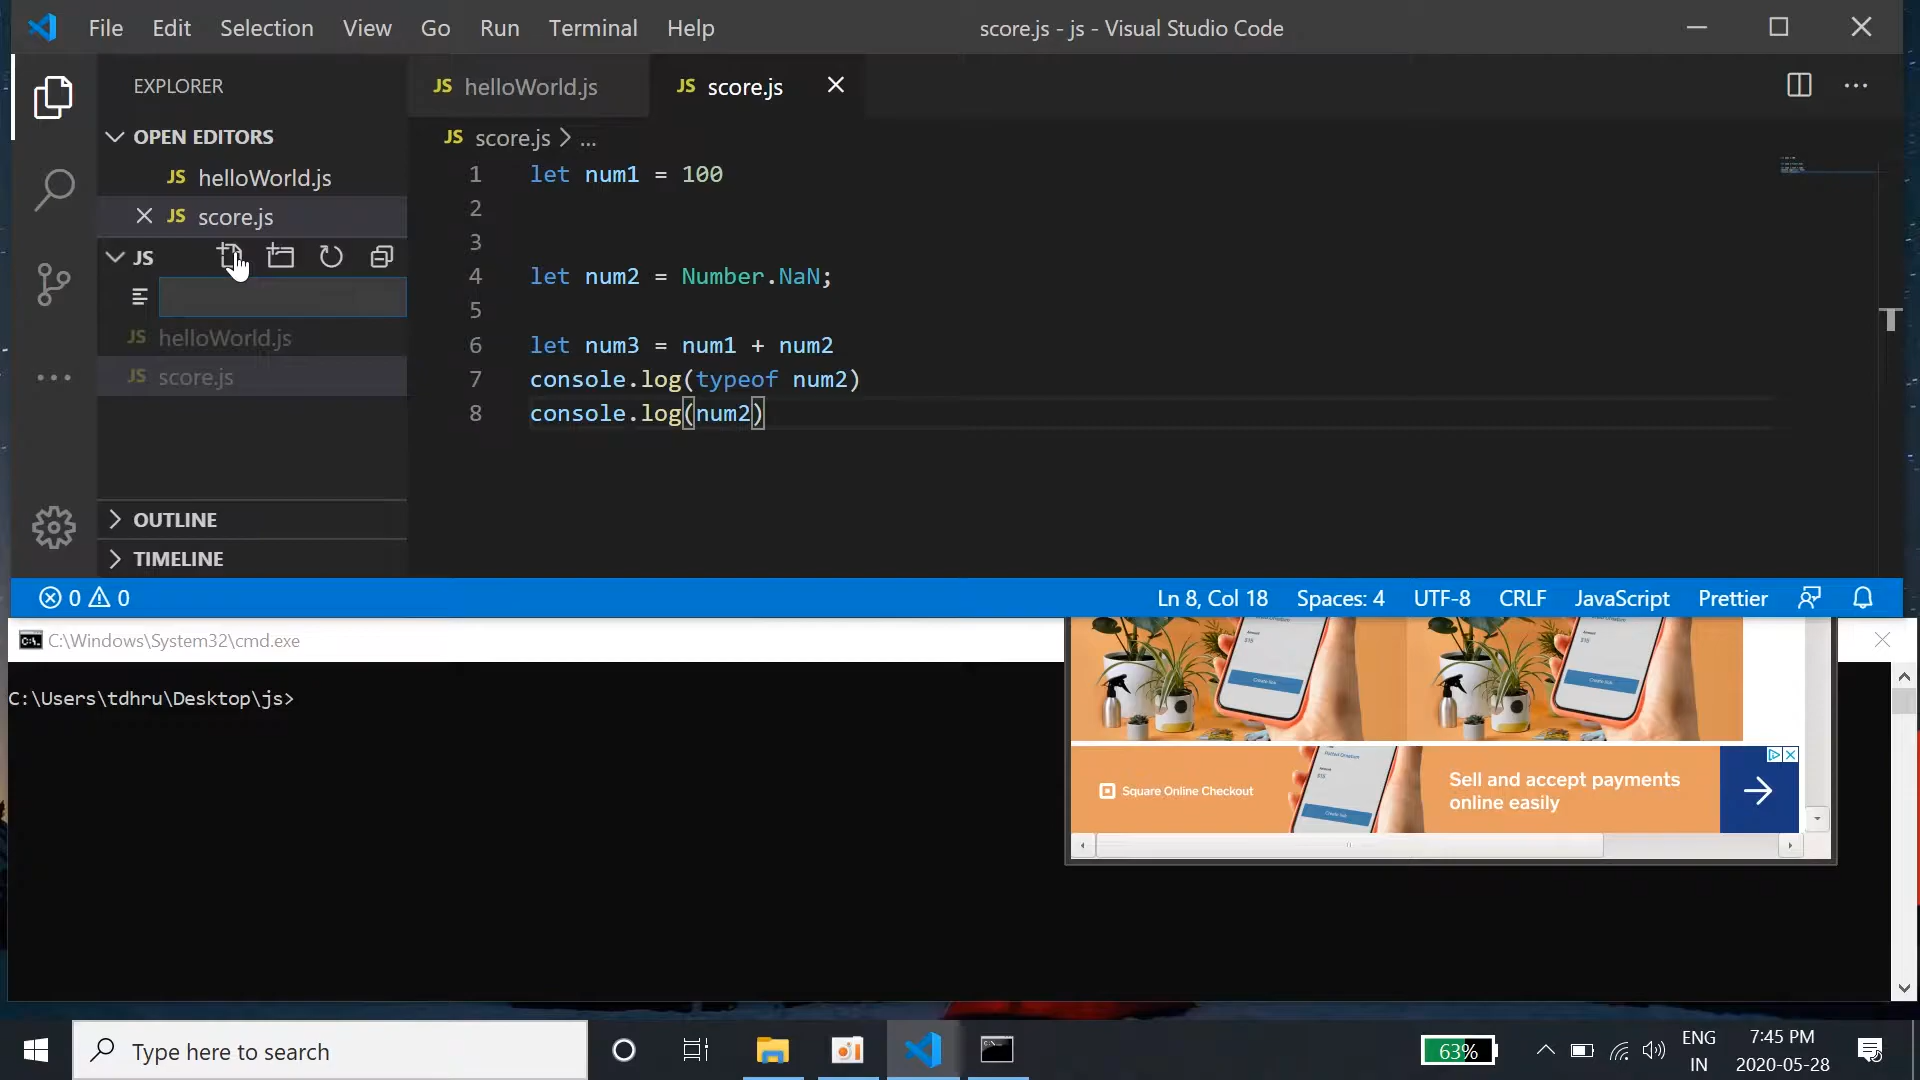 File Edit Selection View Go Run Terminal Help
score.js - js - Visual Studio Code
EXPLORER
OPEN EDITORS
JS helloWorld.js
JS score.js
JS
JS helloWorld.js
JS score.js
OUTLINE
TIMELINE
JS helloWorld.js
JS score.js
JS score.js > ...
1 let num1 = 100
2
3
4 let num2 = Number.NaN;
5
6 let num3 = num1 + num2
7 console.log(typeof num2)
8 console.log(num2)
0 0
Ln 8, Col 18 Spaces: 4 UTF-8 CRLF JavaScript Prettier
C:\Windows\System32\cmd.exe
C:\Users\tdhru\Desktop\js>
Square Online Checkout
Sell and accept payments
online easily
Type here to search
63%
ENG
IN
7:45 PM
2020-05-28